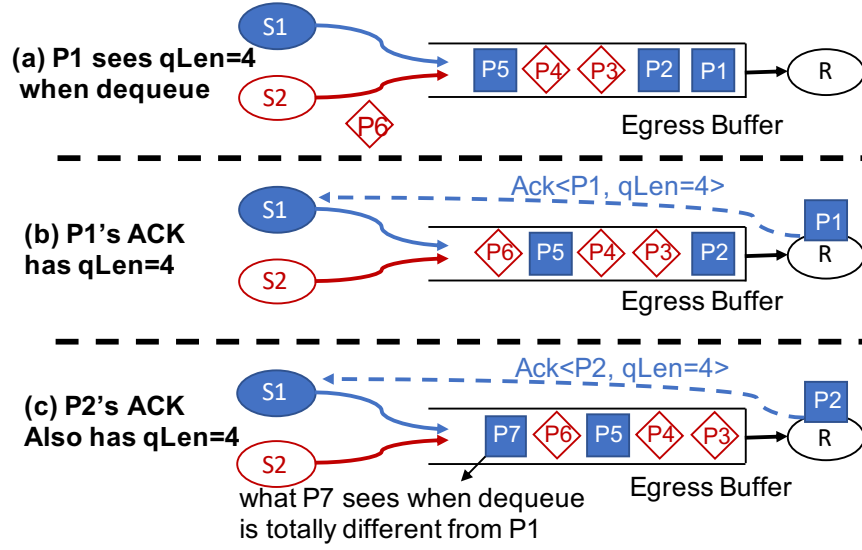 (a) P1 sees qLen=4
when dequeue
S1
S2
P6
P5 P4 P3 P2 P1
R
Egress Buffer
(b) P1's ACK
has qLen=4
S1
S2
Ack<P1, qLen=4>
P6 P5 P4 P3 P2
P1
R
Egress Buffer
(c) P2's ACK
Also has qLen=4
S1
S2
Ack<P2, qLen=4>
P7 P6 P5 P4 P3
P2
R
Egress Buffer
what P7 sees when dequeue
is totally different from P1